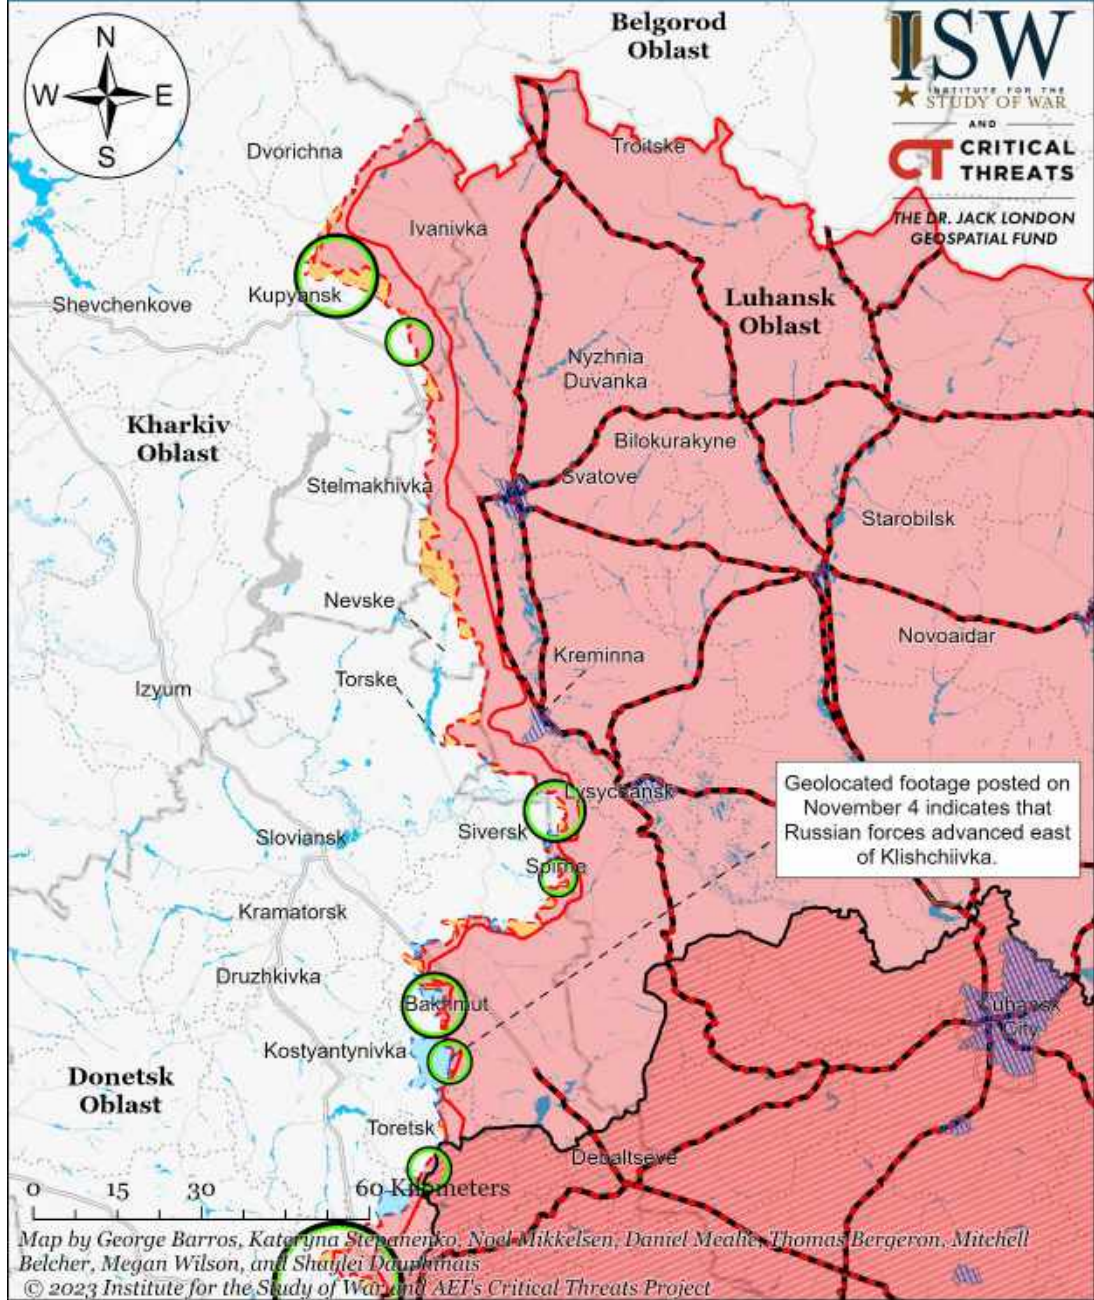 Belgorod
Oblast
ISW
INSTITUTE FOR THE
STUDY OF WAR
AND
CT CRITICAL
THREATS
THE DR. JACK LONDON
GEOSPATIAL FUND
N
W E
S
Dvorichna
Troitske
Ivanivka
Shevchenkove
Kupyansk
Luhansk
Oblast
Nyzhnia
Duvanka
Kharkiv
Oblast
Bilokurakyne
Svatove
Stelmakhivka
Starobilsk
Nevske
Novoaidar
Kreminna
Torske
Izyum
Geolocated footage posted on
November 4 indicates that
Russian forces advanced east
of Klishchiivka.
Lysychansk
Siversk
Sloviansk
Spirne
Kramatorsk
Druzhkivka
Bakhmut
Luhansk
City
Kostyantynivka
Donetsk
Oblast
Toretsk
Debaltseve
0 15 30 60 Kilometers
Map by George Barros, Kateryna Stepanenko, Noel Mikkelsen, Daniel Mealie, Thomas Bergeron, Mitchell
Belcher, Megan Wilson, and Shaylei Dauphinais
© 2023 Institute for the Study of War and AEI's Critical Threats Project